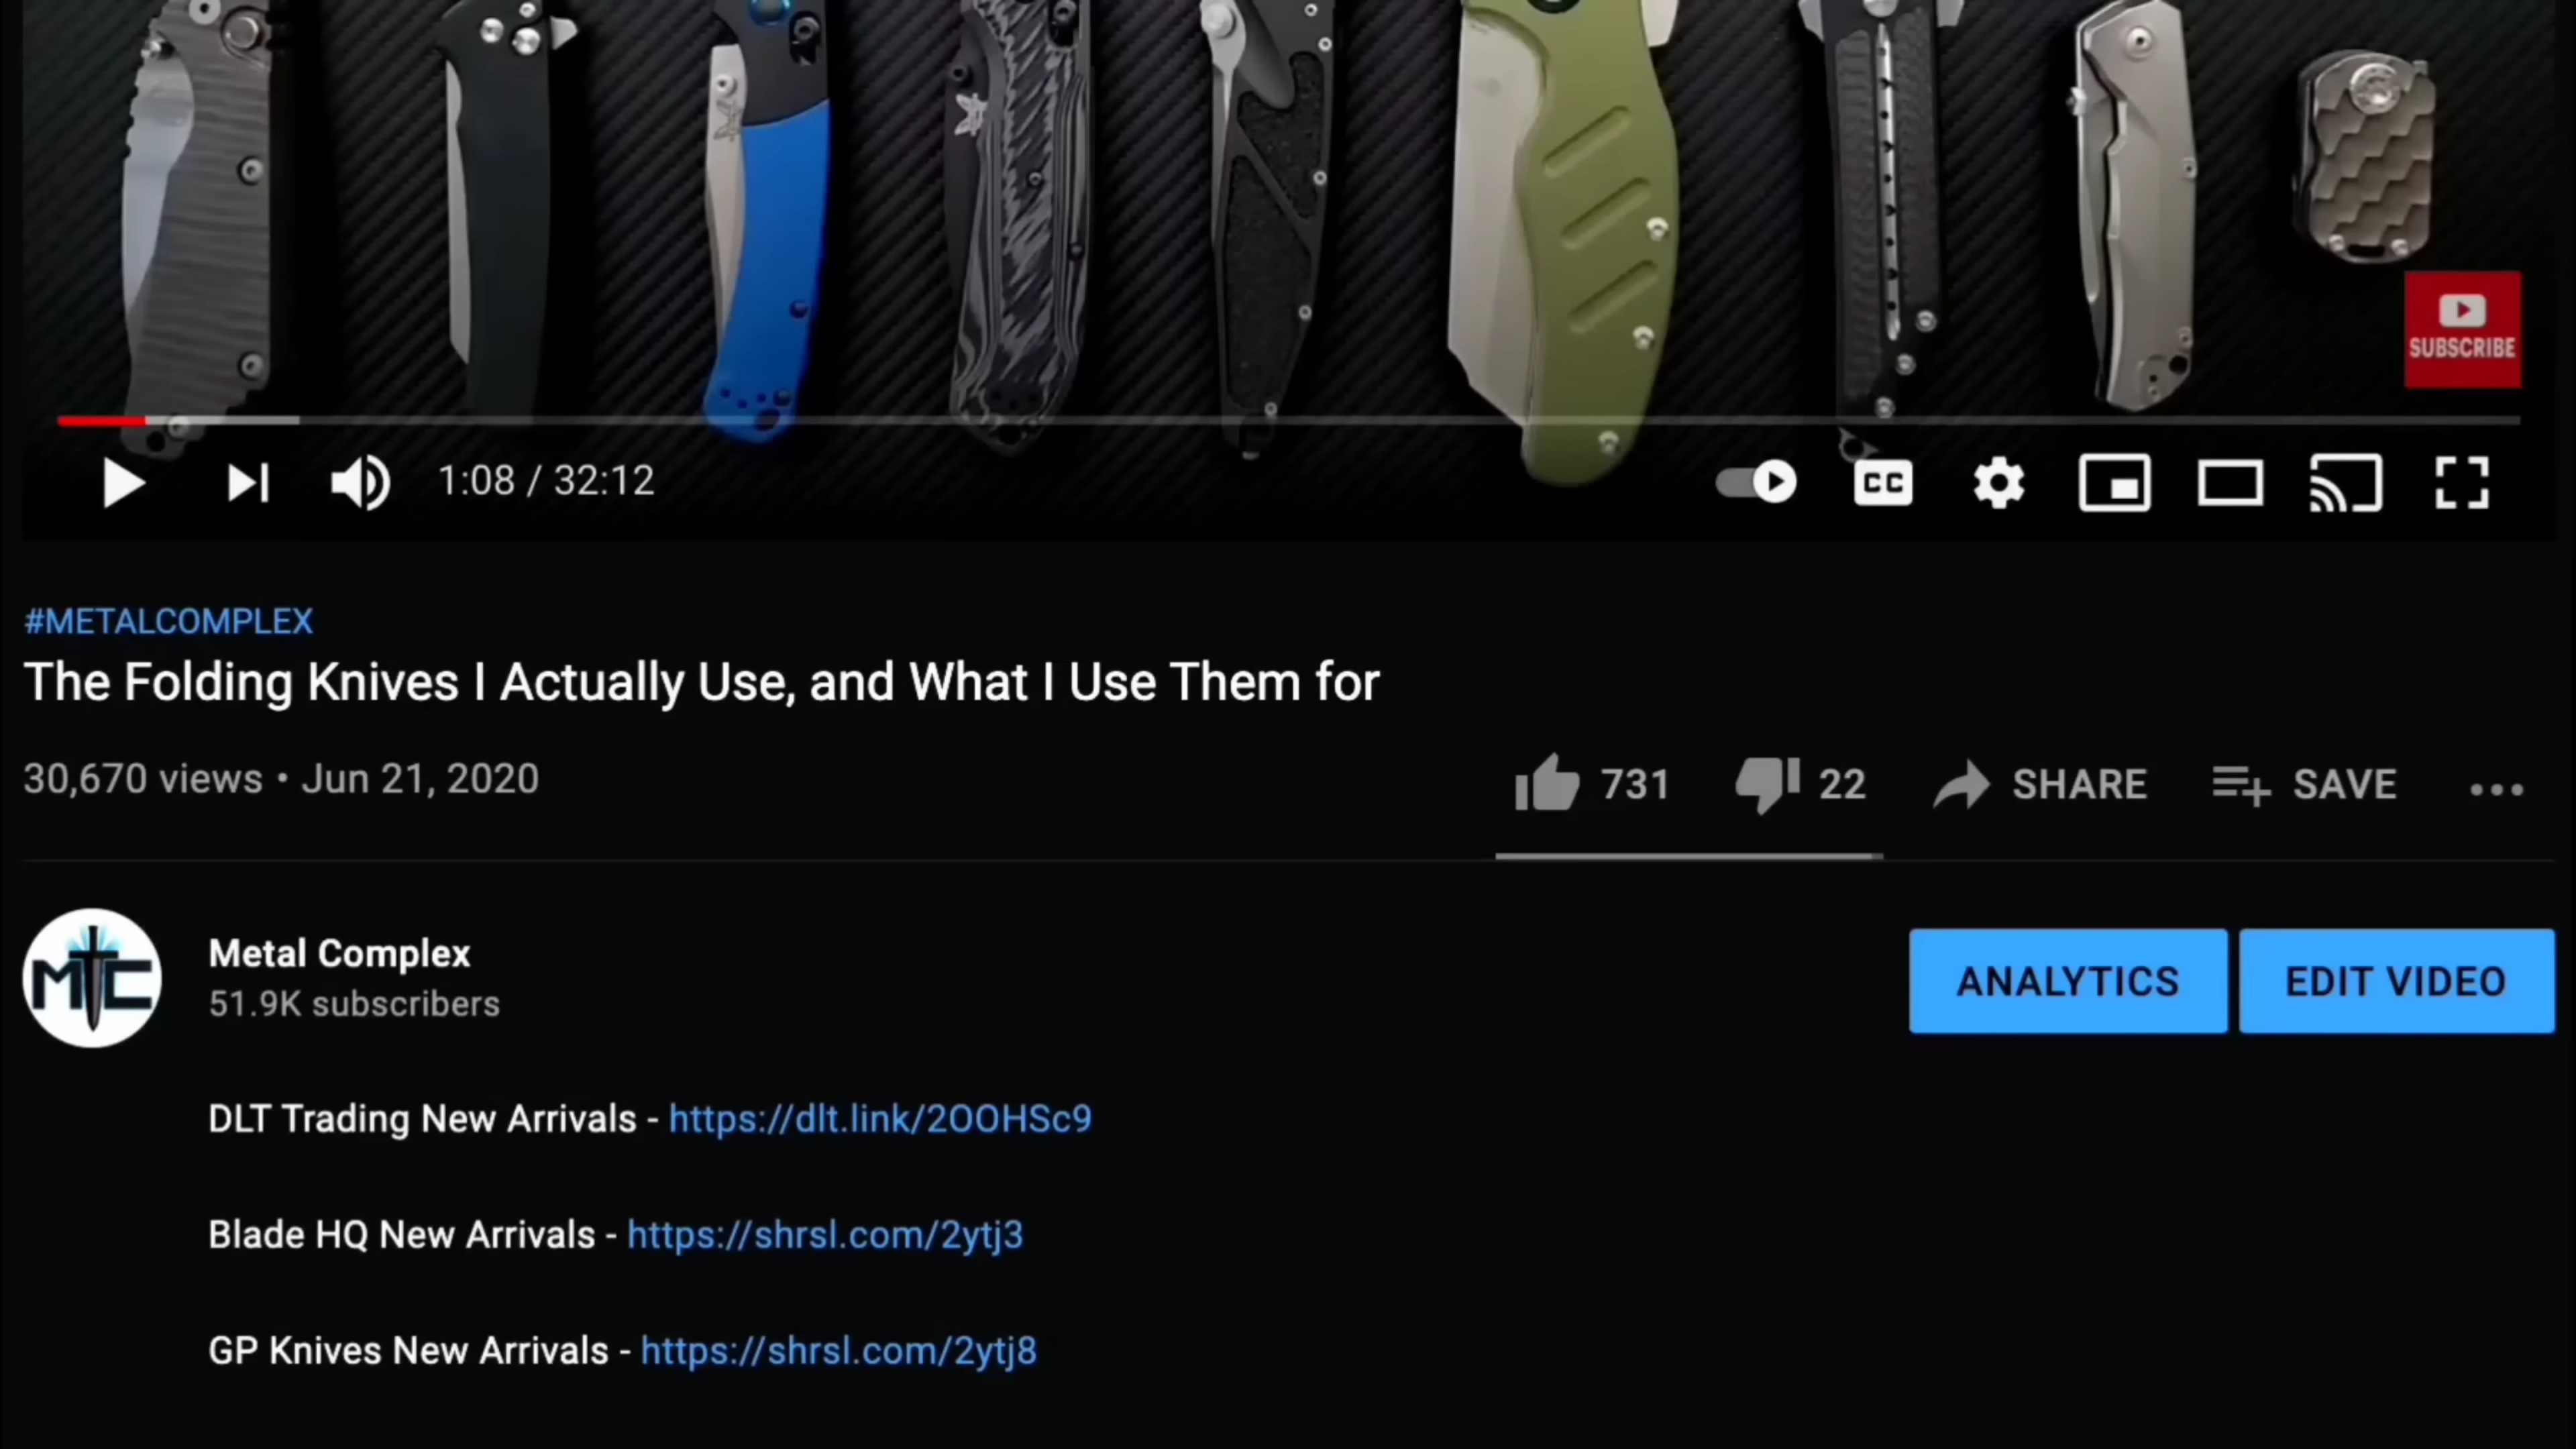 SUBSCRIBE
1:08 / 32:12
CC
#METALCOMPLEX
The Folding Knives I Actually Use, and What I Use Them for
30,670 views • Jun 21, 2020
731 22 SHARE SAVE
MTC
Metal Complex
51.9K subscribers
ANALYTICS EDIT VIDEO
DLT Trading New Arrivals - https://dlt.link/2OOHSc9
Blade HQ New Arrivals - https://shrsl.com/2ytj3
GP Knives New Arrivals - https://shrsl.com/2ytj8